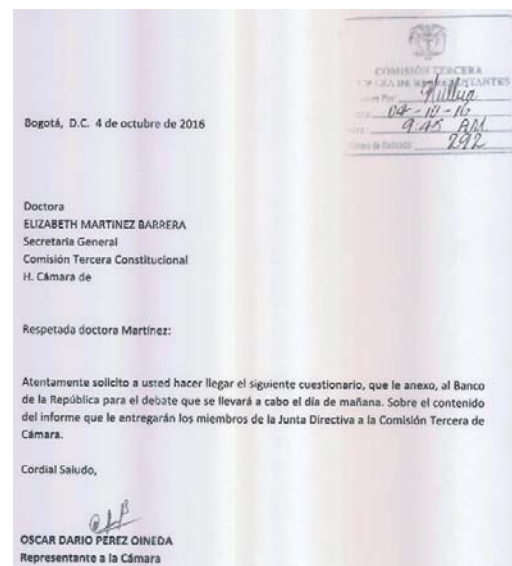 COMISIÓN TERCERA
CÁMARA DE REPRESENTANTES
04-10-16
9:45 AM
292
Bogotá, D.C. 4 de octubre de 2016
Doctora
ELIZABETH MARTINEZ BARRERA
Secretaria General
Comisión Tercera Constitucional
H. Cámara de
Respetada doctora Martínez:
Atentamente solicito a usted hacer llegar el siguiente cuestionario, que le anexo, al Banco
de la República para el debate que se llevará a cabo el día de mañana. Sobre el contenido
del informe que le entregarán los miembros de la Junta Directiva a la Comisión Tercera de
Cámara.
Cordial Saludo,
OSCAR DARIO PEREZ OINEDA
Representante a la Cámara